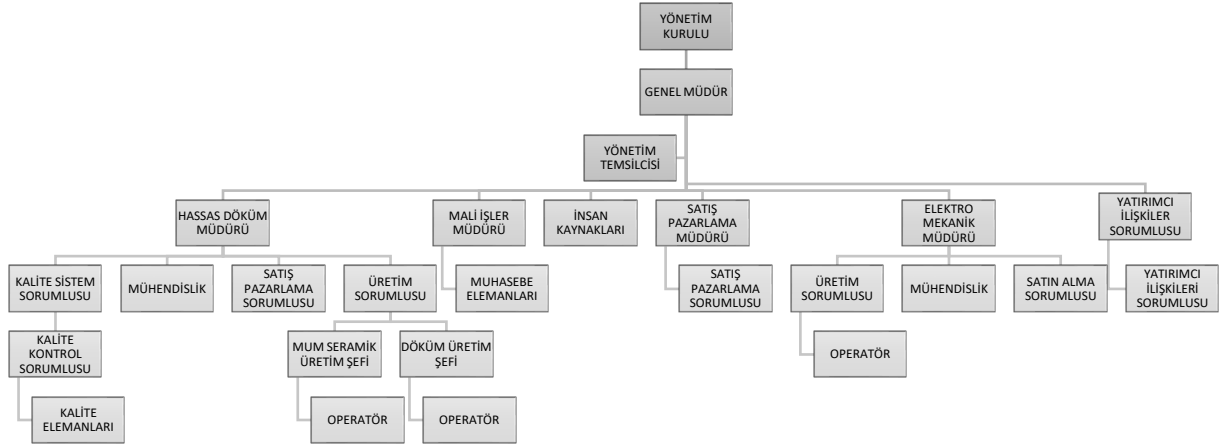 YÖNETİM
KURULU
GENEL MÜDÜR
YÖNETİM
TEMSİLCİSİ
HASSAS DÖKÜM
MÜDÜRÜ
MALİ İŞLER
MÜDÜRÜ
İNSAN
KAYNAKLARI
SATIŞ
PAZARLAMA
MÜDÜRÜ
ELEKTRO
MEKANİK
MÜDÜRÜ
YATIRIMCI
İLİŞKİLER
SORUMLUSU
KALİTE SİSTEM
SORUMLUSU
MÜHENDİSLİK
SATIŞ
PAZARLAMA
SORUMLUSU
ÜRETİM
SORUMLUSU
MUHASEBE
ELEMANLARI
SATIŞ
PAZARLAMA
SORUMLUSU
ÜRETİM
SORUMLUSU
MÜHENDİSLİK
SATIN ALMA
SORUMLUSU
YATIRIMCI
İLİŞKİLERİ
SORUMLUSU
KALİTE
KONTROL
SORUMLUSU
MUM SERAMİK
ÜRETİM ŞEFİ
DÖKÜM ÜRETİM
ŞEFİ
OPERATÖR
KALİTE
ELEMANLARI
OPERATÖR
OPERATÖR